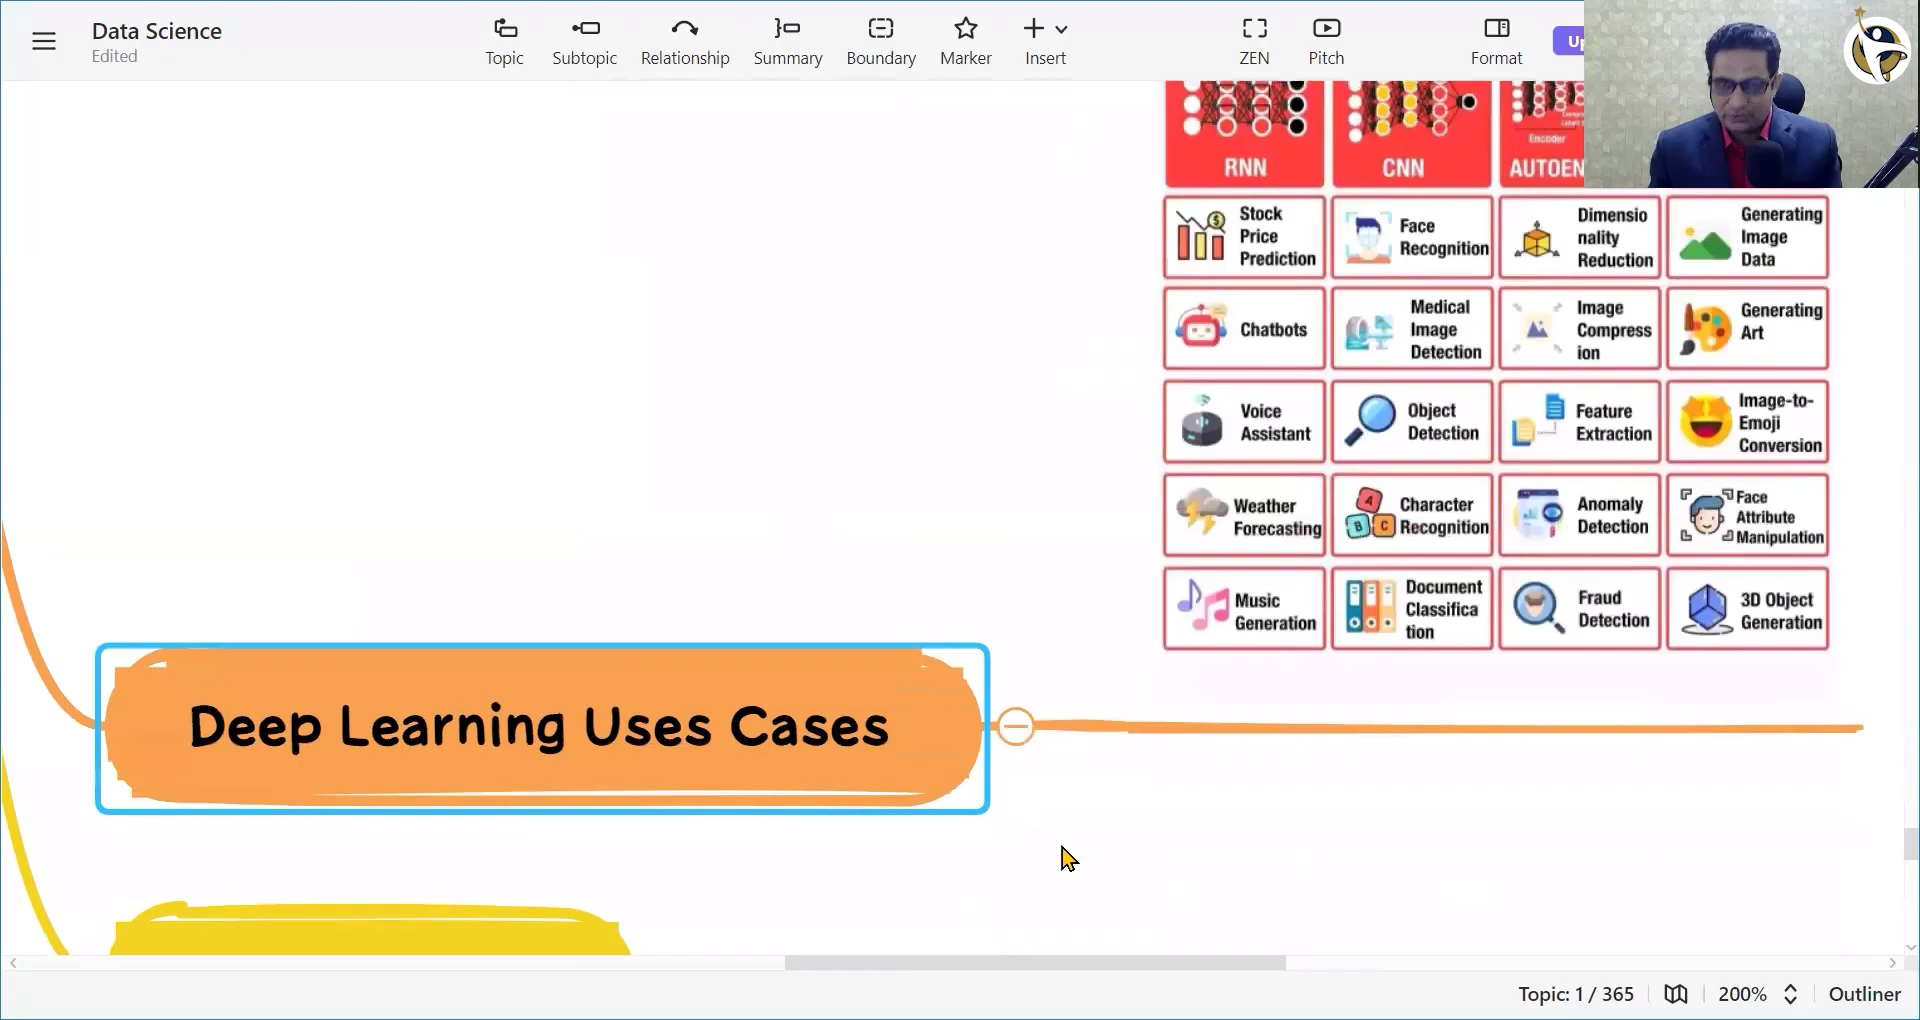 Data Science
Edited
Topic
Subtopic
Relationship
Summary
Boundary
Marker
Insert
ZEN
Pitch
Format
RNN
CNN
Encoder
Stock
Price
Prediction
Face
Recognition
Dimensio
nality
Reduction
Generating
Image
Data
Chatbots
Medical
Image
Detection
Image
Compress
ion
Generating
Art
Voice
Assistant
Object
Detection
Feature
Extraction
Image-to-
Emoji
Conversion
Weather
Forecasting
A
B C
Character
Recognition
Anomaly
Detection
Face
Attribute
Manipulation
Music
Generation
Document
Classifica
tion
Fraud
Detection
3D Object
Generation
Deep Learning Uses Cases
Topic: 1 / 365
200%
Outliner